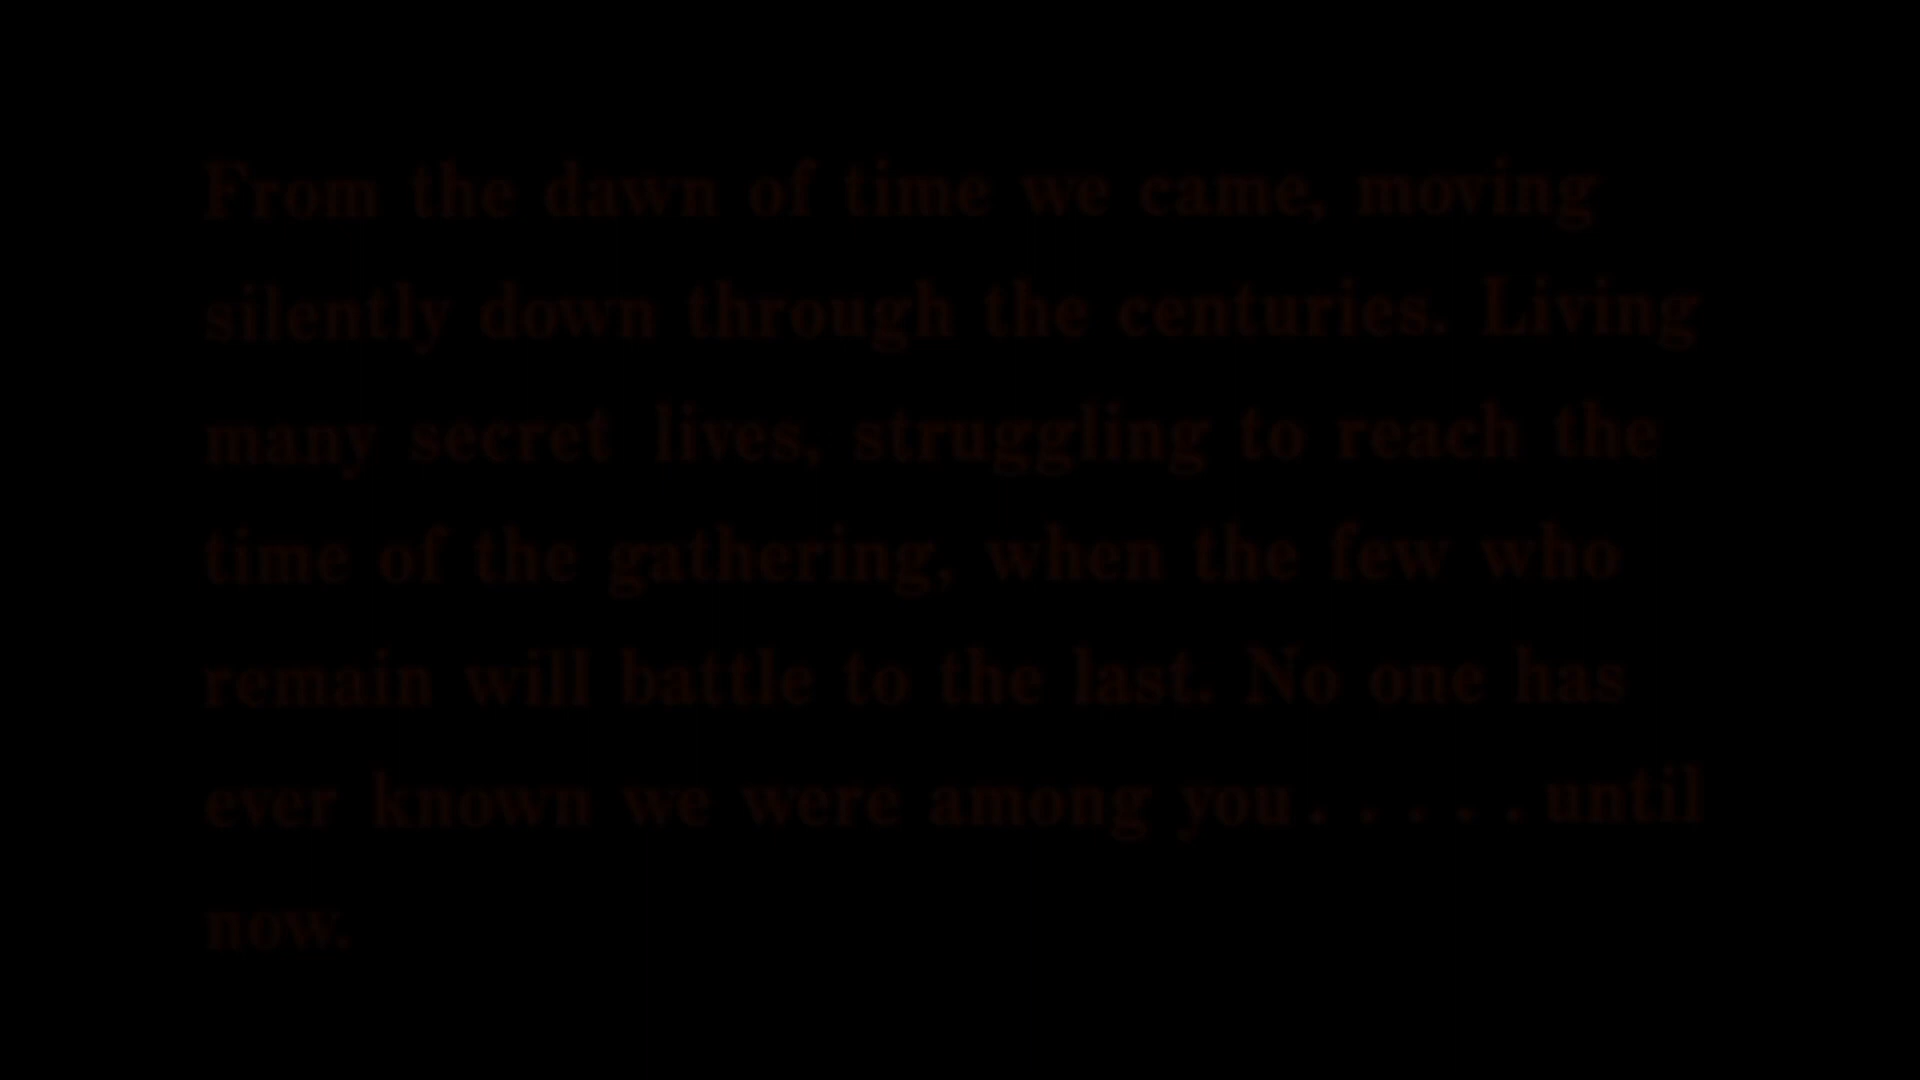 From the dawn of time we came, moving
silently down through the centuries. Living
many secret lives, struggling to reach the
time of the gathering, when the few who
remain will battle to the last. No one has
ever known we were among you. . . . . until
now.